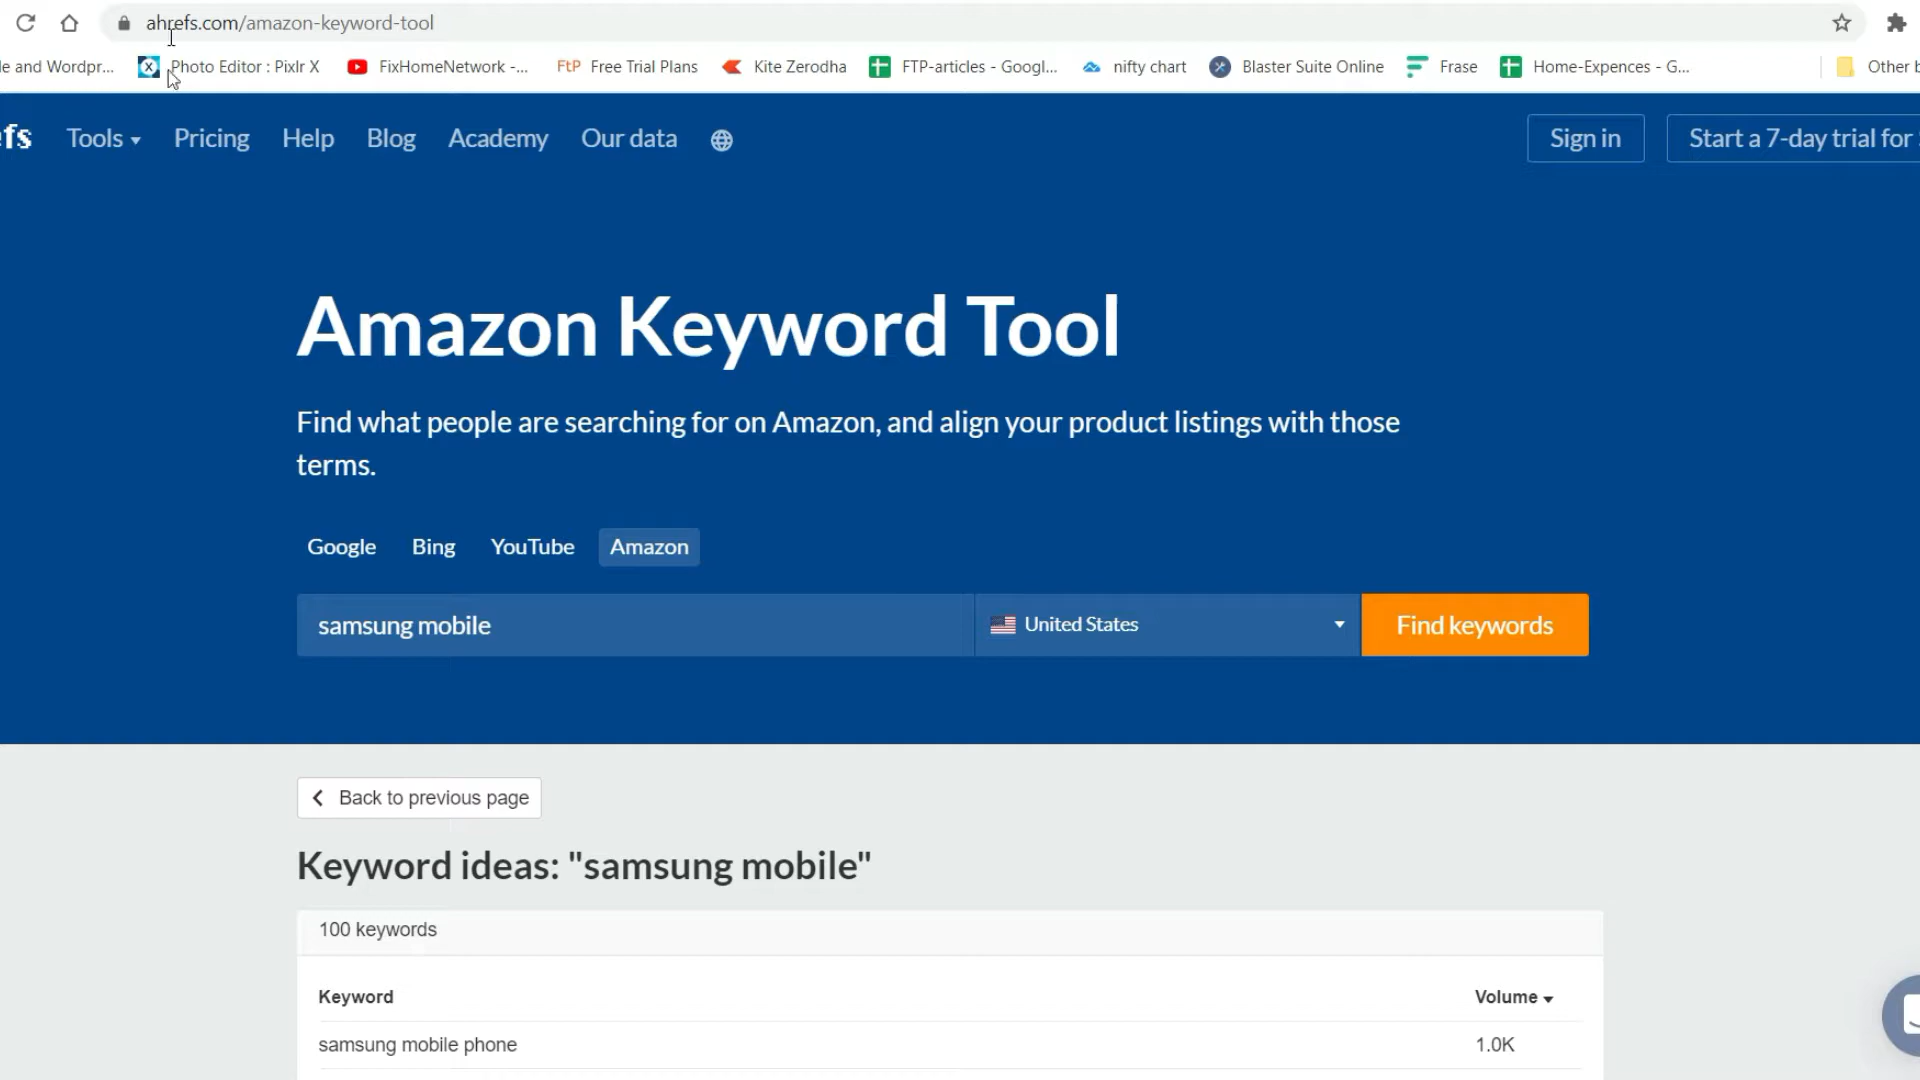 ahrefs.com/amazon-keyword-tool
le and Wordpr... Photo Editor : Pixlr X FixHomeNetwork -... FtP Free Trial Plans Kite Zerodha FTP-articles - Googl... nifty chart Blaster Suite Online Frase Home-Expences - G... Other b
efs Tools Pricing Help Blog Academy Our data Sign in Start a 7-day trial for
Amazon Keyword Tool
Find what people are searching for on Amazon, and align your product listings with those
terms.
Google Bing YouTube Amazon
samsung mobile United States Find keywords
Back to previous page
Keyword ideas: "samsung mobile"
100 keywords
Keyword Volume
samsung mobile phone 1.0K